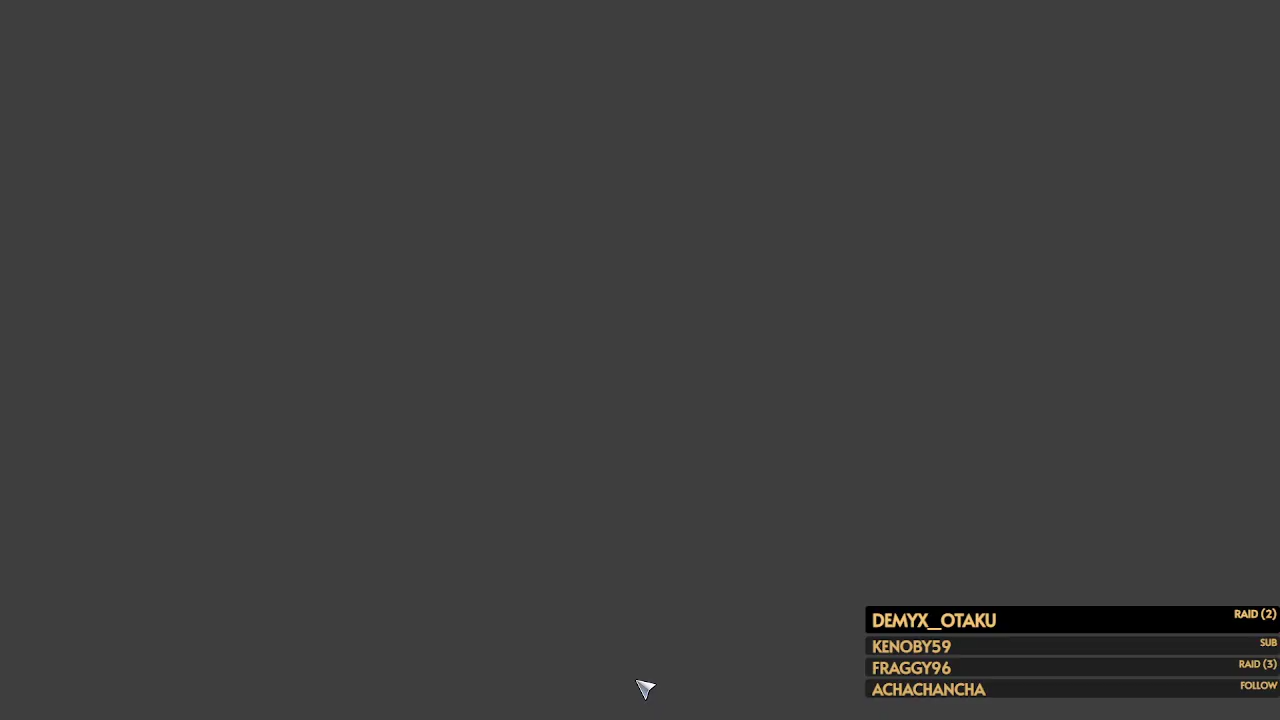 DEMYX_OTAKU RAID (2)
KENOBY59 SUB
FRAGGY96 RAID (3)
ACHACHANCHA FOLLOW